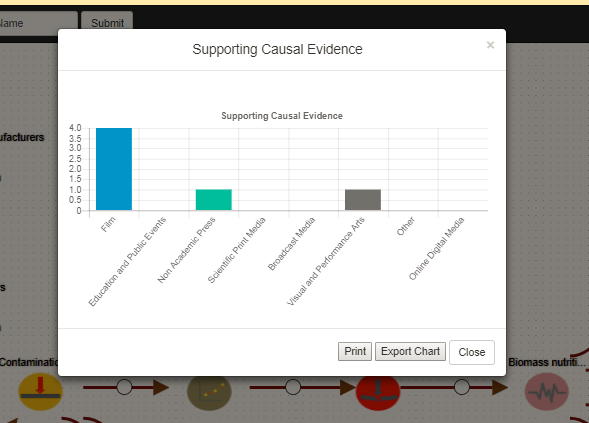 Name
Submit
Supporting Causal Evidence
×
Supporting Causal Evidence
4.0
3.5
3.0
2.5
2.0
1.5
1.0
0.5
0
Film
Education and Public Events
Non Academic Press
Scientific Print Media
Broadcast Media
Visual and Performance Arts
Other
Online Digital Media
Print
Export Chart
Close
ufacturers
s
Contaminatio
Biomass nutriti...